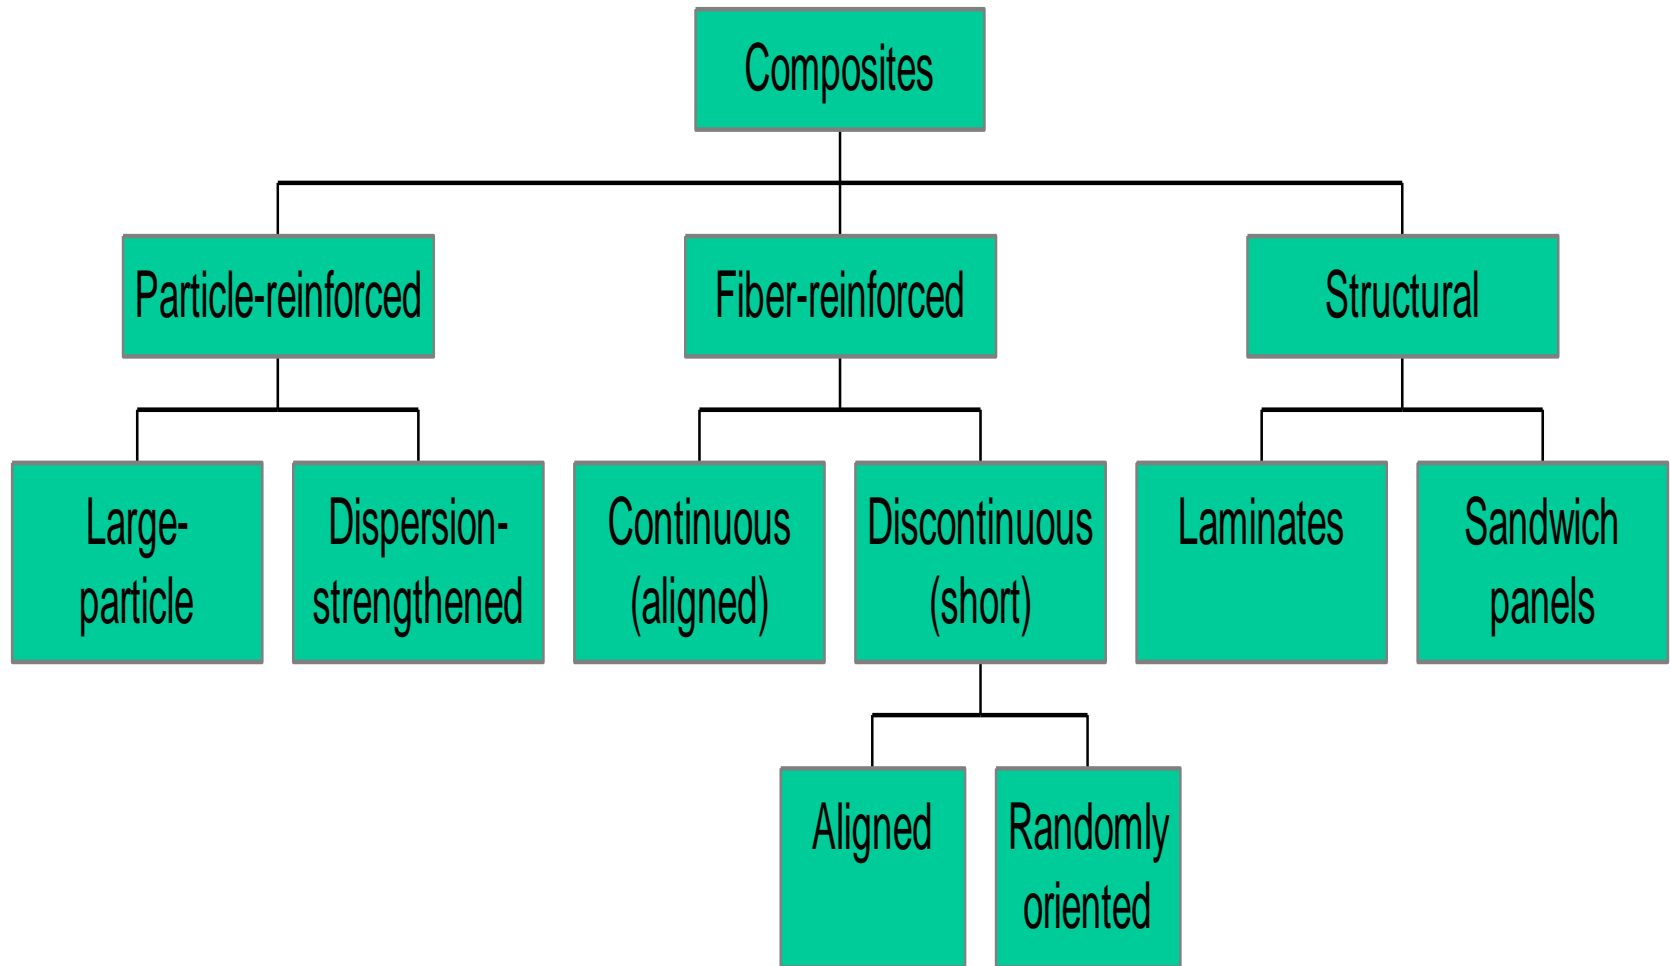 Composites
Particle-reinforced
Fiber-reinforced
Structural
Large-
particle
Dispersion-
strengthened
Continuous
(aligned)
Discontinuous
(short)
Laminates
Sandwich
panels
Aligned
Randomly
oriented